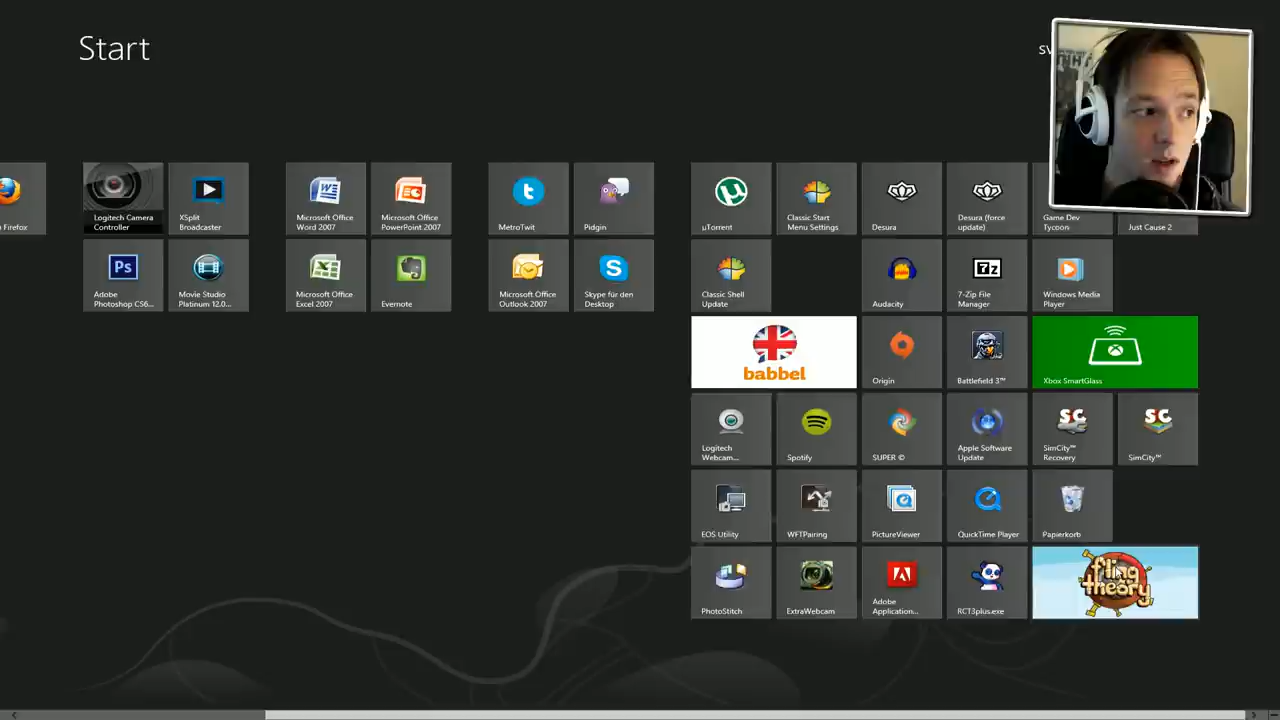 Start
sv
Firefox
Logitech Camera
Controller
XSplit
Broadcaster
Microsoft Office
Word 2007
Microsoft Office
PowerPoint 2007
MetroTwit
Pidgin
µTorrent
Classic Start
Menu Settings
Desura
Desura (force
update)
Game Dev
Tycoon
Just Cause 2
Ps
Adobe
Photoshop CS6...
Movie Studio
Platinum 12.0...
Microsoft Office
Excel 2007
Evernote
Microsoft Office
Outlook 2007
Skype für den
Desktop
Classic Shell
Update
Audacity
7z
7-Zip File
Manager
Windows Media
Player
babbel
Origin
Battlefield 3™
Xbox SmartGlass
Logitech
Webcam...
Spotify
SUPER ©
Apple Software
Update
SC
SimCity™
Recovery
SC
SimCity™
EOS Utility
WFTPairing
PictureViewer
QuickTime Player
Papierkorb
PhotoStitch
ExtraWebcam
Adobe
Application...
RCT3plus.exe
fling
theory